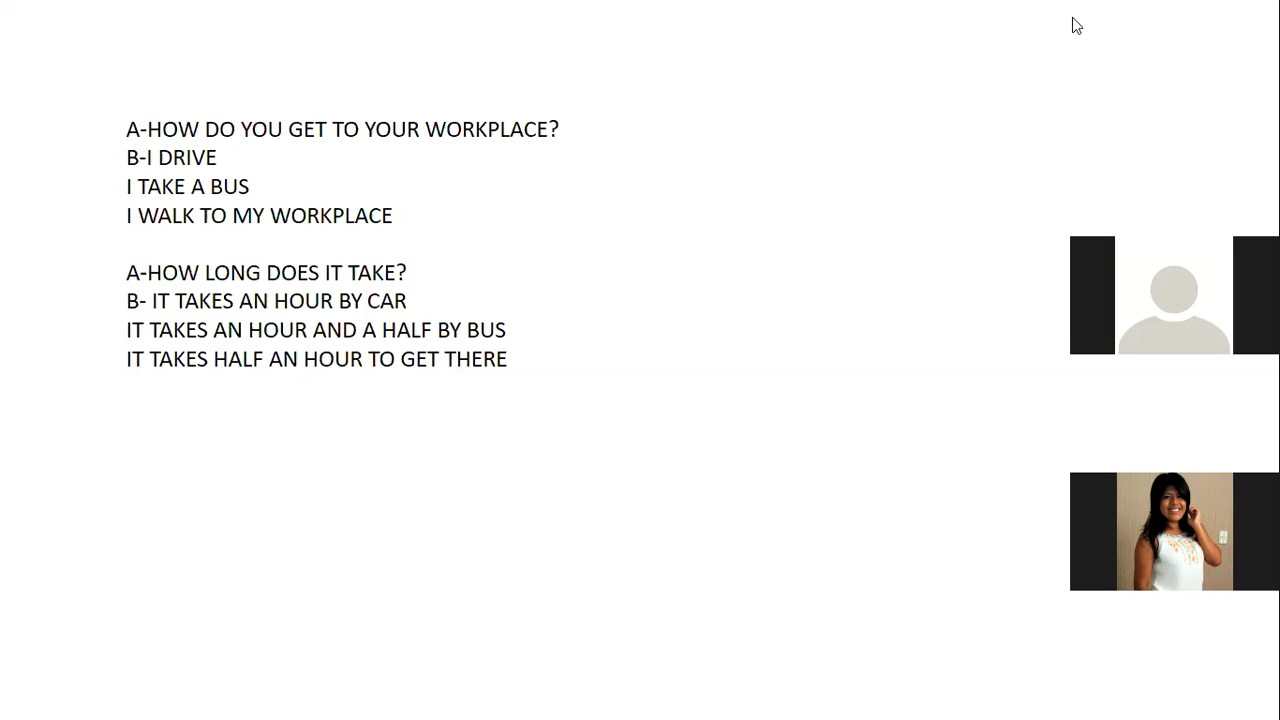 A-HOW DO YOU GET TO YOUR WORKPLACE?
B-I DRIVE
I TAKE A BUS
I WALK TO MY WORKPLACE
A-HOW LONG DOES IT TAKE?
B- IT TAKES AN HOUR BY CAR
IT TAKES AN HOUR AND A HALF BY BUS
IT TAKES HALF AN HOUR TO GET THERE